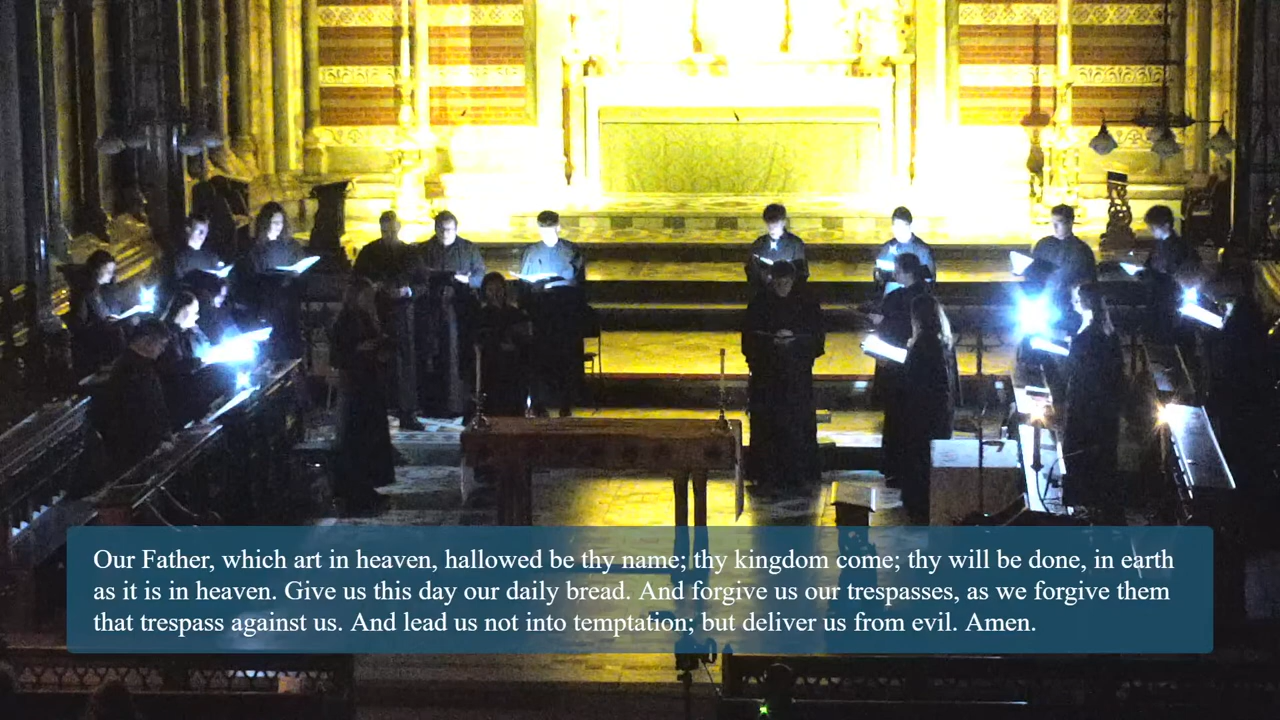 Our Father, which art in heaven, hallowed be thy name; thy kingdom come; thy will be done, in earth
as it is in heaven. Give us this day our daily bread. And forgive us our trespasses, as we forgive them
that trespass against us. And lead us not into temptation; but deliver us from evil. Amen.